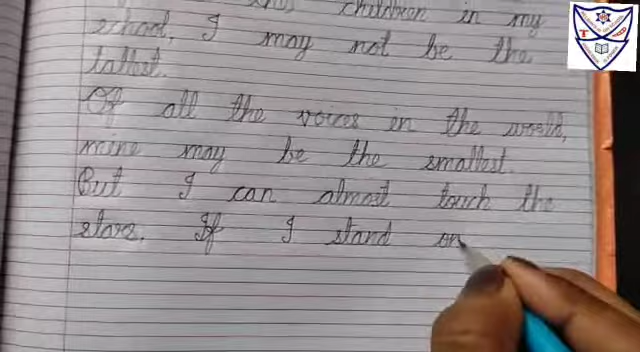 children in my
school, I may not be the
tallest.
Of all the voices in the world,
mine may be the smallest.
But I can almost touch the
stars. If I stand on